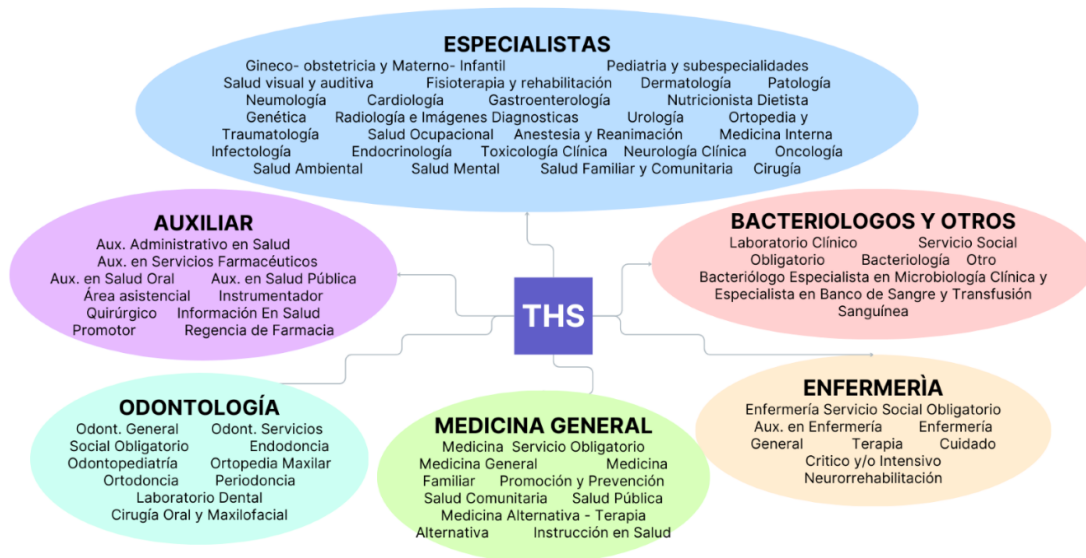 ESPECIALISTAS
Gineco- obstetricia y Materno- Infantil Pediatria y subespecialidades
Salud visual y auditiva Fisioterapia y rehabilitación Dermatología Patología
Neumología Cardiología Gastroenterología Nutricionista Dietista
Genética Radiología e Imágenes Diagnosticas Urología Ortopedia y
Traumatología Salud Ocupacional Anestesia y Reanimación Medicina Interna
Infectología Endocrinología Toxicología Clínica Neurología Clínica Oncología
Salud Ambiental Salud Mental Salud Familiar y Comunitaria Cirugía
AUXILIAR
Aux. Administrativo en Salud
Aux. en Servicios Farmacéuticos
Aux. en Salud Oral Aux. en Salud Pública
Área asistencial Instrumentador
Quirúrgico Información En Salud
Promotor Regencia de Farmacia
BACTERIOLOGOS Y OTROS
Laboratorio Clínico Servicio Social
Obligatorio Bacteriología Otro
Bacteriólogo Especialista en Microbiología Clínica y
Especialista en Banco de Sangre y Transfusión
Sanguínea
THS
ODONTOLOGÍA
Odont. General Odont. Servicios
Social Obligatorio Endodoncia
Odontopediatría Ortopedia Maxilar
Ortodoncia Periodoncia
Laboratorio Dental
Cirugía Oral y Maxilofacial
MEDICINA GENERAL
Medicina Servicio Obligatorio
Medicina General Medicina
Familiar Promoción y Prevención
Salud Comunitaria Salud Pública
Medicina Alternativa - Terapia
Alternativa Instrucción en Salud
ENFERMERÌA
Enfermería Servicio Social Obligatorio
Aux. en Enfermería Enfermería
General Terapia Cuidado
Critico y/o Intensivo
Neurorrehabilitación